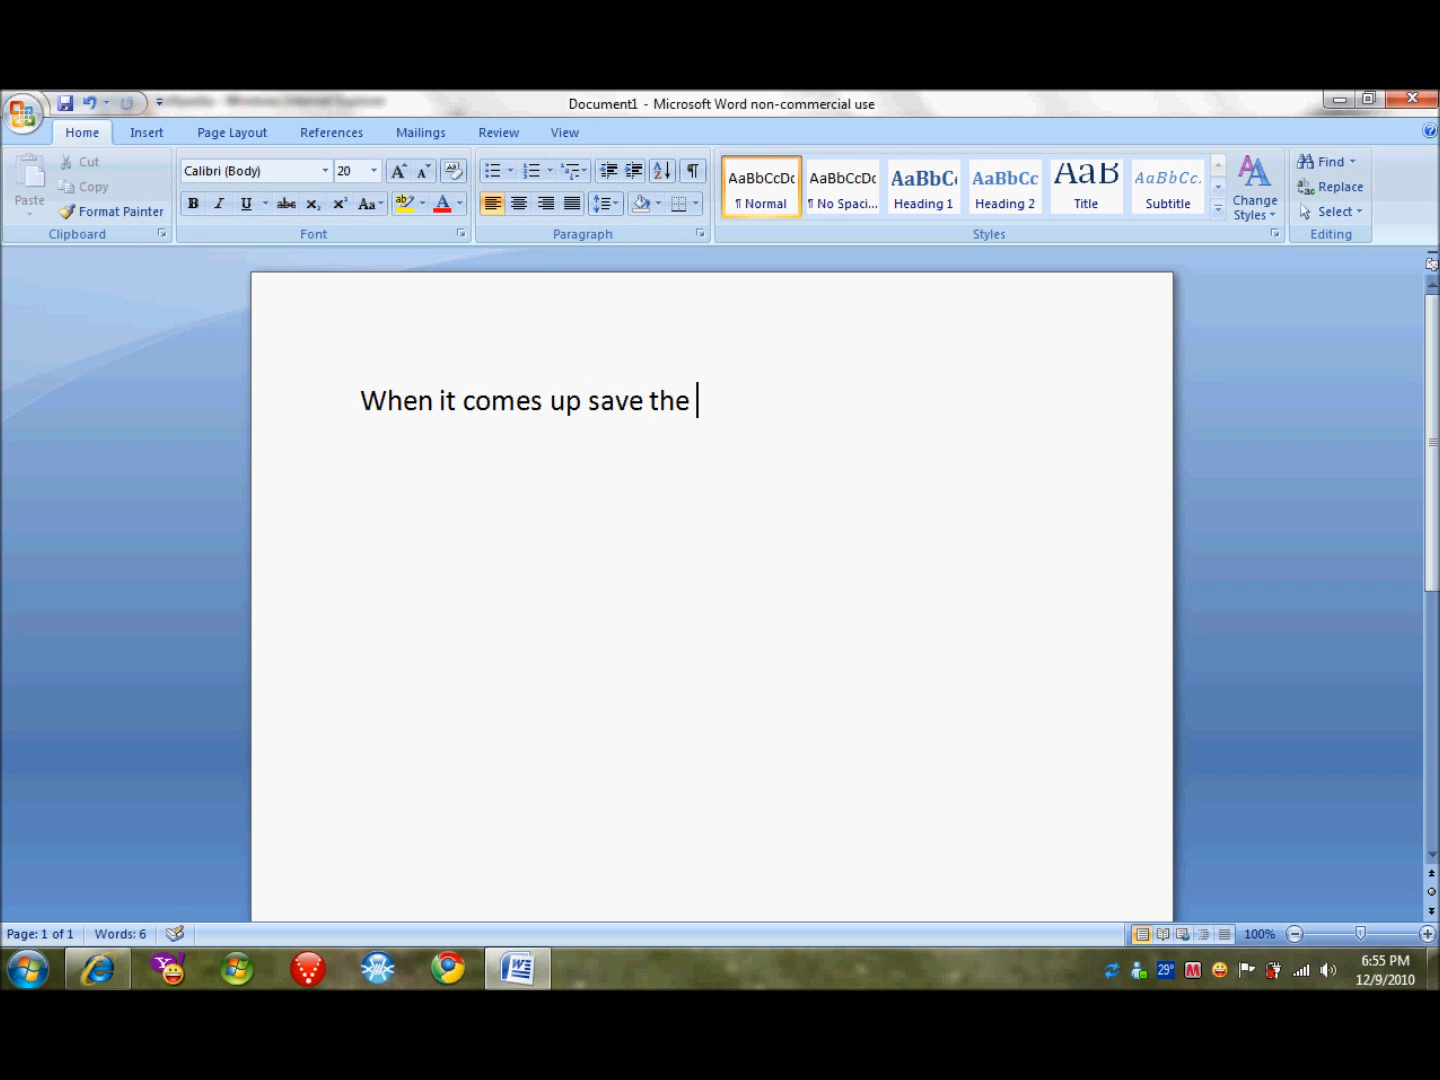 Document1 - Microsoft Word non-commercial use
Home Insert Page Layout References Mailings Review View
Paste
Cut
Copy
Format Painter
Clipboard
Calibri (Body) 20
Font
Paragraph
AaBbCcDc AaBbCcDc AaBbC AaBbCc AaB AaBbCc.
¶ Normal ¶ No Spaci... Heading 1 Heading 2 Title Subtitle
Change
Styles
Styles
Find
Replace
Select
Editing
When it comes up save the
Page: 1 of 1 Words: 6
100%
29°
6:55 PM
12/9/2010